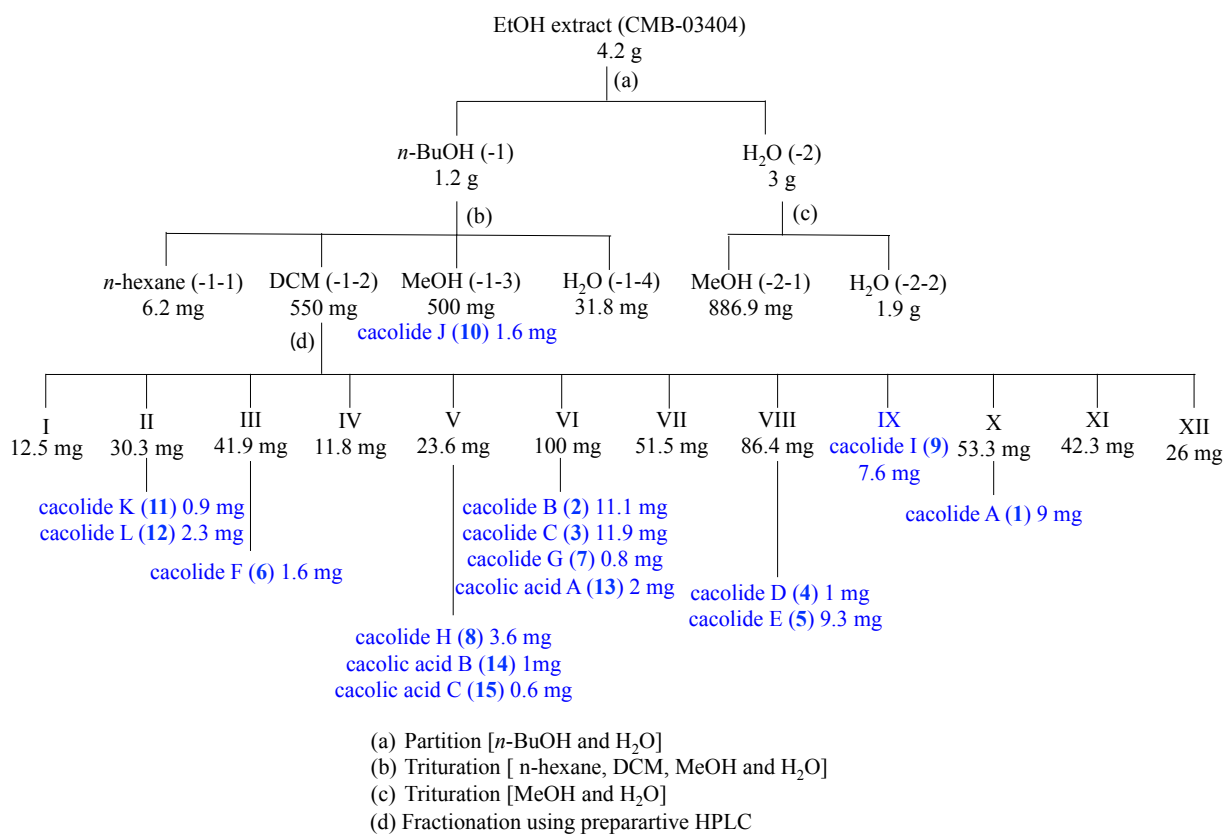 EtOH extract (CMB-03404)
4.2 g
(a)
n-BuOH (-1)
1.2 g
H₂O (-2)
3 g
(b)
(c)
n-hexane (-1-1)
6.2 mg
DCM (-1-2)
550 mg
MeOH (-1-3)
500 mg
cacolide J (10) 1.6 mg
H₂O (-1-4)
31.8 mg
MeOH (-2-1)
886.9 mg
H₂O (-2-2)
1.9 g
(d)
I
12.5 mg
II
30.3 mg
III
41.9 mg
IV
11.8 mg
V
23.6 mg
VI
100 mg
VII
51.5 mg
VIII
86.4 mg
IX
cacolide I (9)
7.6 mg
X
53.3 mg
XI
42.3 mg
XII
26 mg
cacolide K (11) 0.9 mg
cacolide L (12) 2.3 mg
cacolide F (6) 1.6 mg
cacolide H (8) 3.6 mg
cacolic acid B (14) 1mg
cacolic acid C (15) 0.6 mg
cacolide B (2) 11.1 mg
cacolide C (3) 11.9 mg
cacolide G (7) 0.8 mg
cacolic acid A (13) 2 mg
cacolide D (4) 1 mg
cacolide E (5) 9.3 mg
cacolide A (1) 9 mg
(a) Partition [n-BuOH and H₂O]
(b) Trituration [ n-hexane, DCM, MeOH and H₂O]
(c) Trituration [MeOH and H₂O]
(d) Fractionation using preparartive HPLC